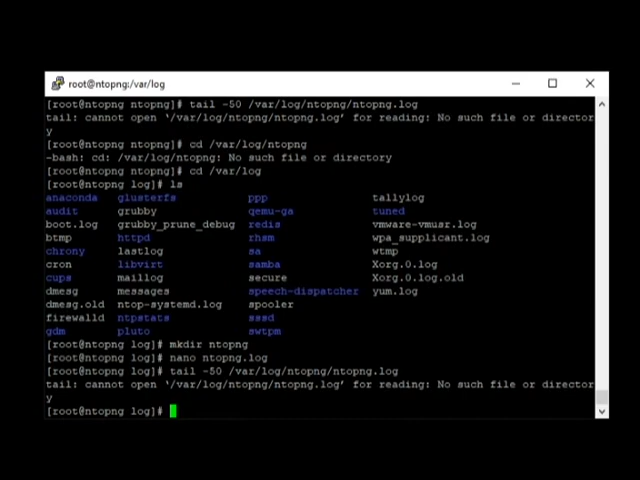 root@ntopng:/var/log
[root@ntopng ntopng]# tail -50 /var/log/ntopng/ntopng.log
tail: cannot open ‘/var/log/ntopng/ntopng.log’ for reading: No such file or director
y
[root@ntopng ntopng]# cd /var/log/ntopng
-bash: cd: /var/log/ntopng: No such file or directory
[root@ntopng ntopng]# cd /var/log
[root@ntopng log]# ls
anaconda glusterfs ppp tallylog
audit grubby qemu-ga tuned
boot.log grubby_prune_debug redis vmware-vmusr.log
btmp httpd rhsm wpa_supplicant.log
chrony lastlog sa wtmp
cron libvirt samba Xorg.0.log
cups maillog secure Xorg.0.log.old
dmesg messages speech-dispatcher yum.log
dmesg.old ntop-systemd.log spooler
firewalld ntpstats sssd
gdm pluto swtpm
[root@ntopng log]# mkdir ntopng
[root@ntopng log]# nano ntopng.log
[root@ntopng log]# tail -50 /var/log/ntopng/ntopng.log
tail: cannot open ‘/var/log/ntopng/ntopng.log’ for reading: No such file or director
y
[root@ntopng log]#